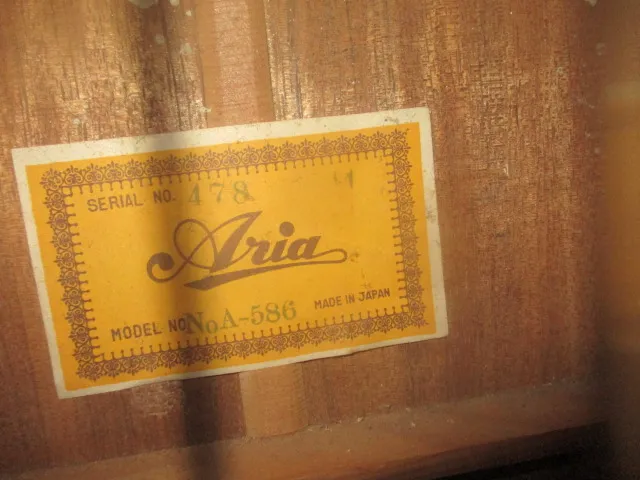 SERIAL NO. 478
Aria
MODEL NO. NoA-586
MADE IN JAPAN